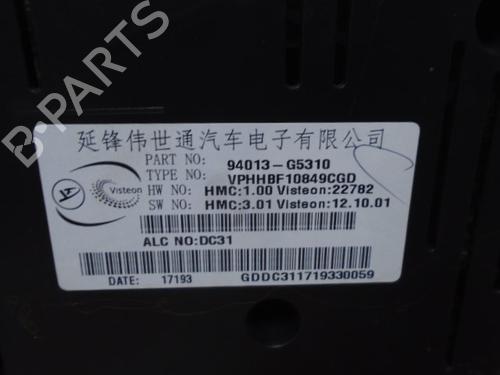 B-PARTS
延锋伟世通汽车电子有限公司
PART NO: 94013-G5310
TYPE NO: VPHHBF10849CGD
HW NO: HMC:1.00 Visteon:22782
SW NO: HMC:3.01 Visteon:12.10.01
Visteon
ALC NO:DC31
DATE: 17193 GDDC311719330059